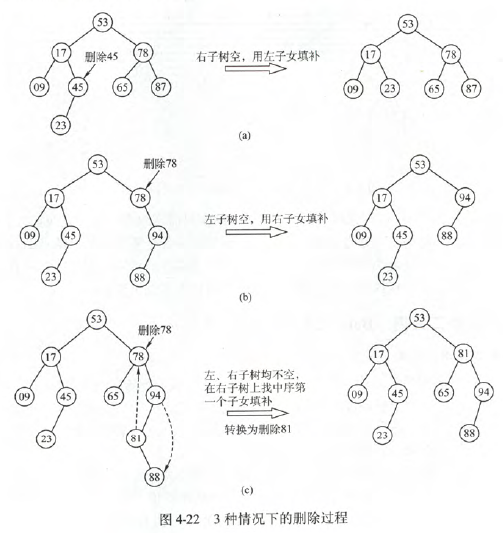 53
17 删除45 78
09 45 65 87
23
右子树空，用左子女填补
53
17 78
09 23 65 87
(a)
53 删除78
17 78
09 45 94
23 88
左子树空，用右子女填补
53
17 94
09 45 88
23
(b)
53
删除78
17 78
09 45 65 94
23 81
88
左、右子树均不空，
在右子树上找中序第
一个子女填补
转换为删除81
53
17 81
09 45 65 94
23 88
(c)
图 4-22 3 种情况下的删除过程